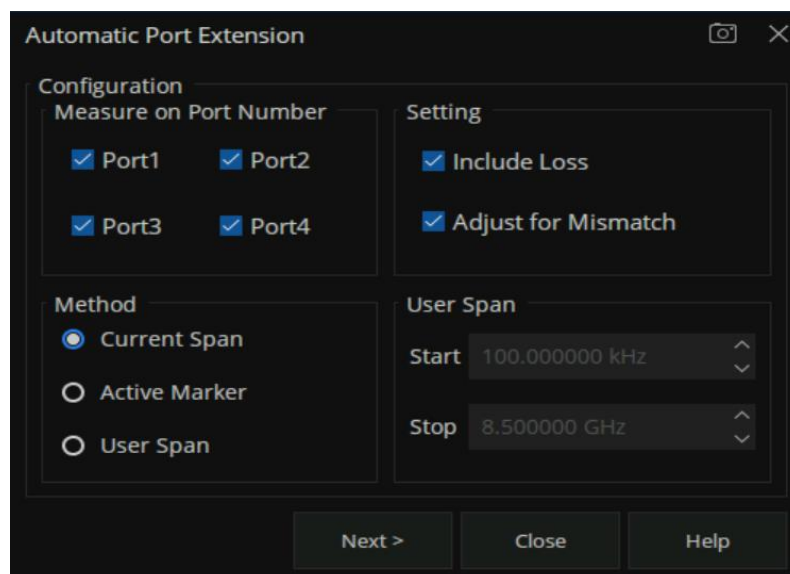 Automatic Port Extension
Configuration
Measure on Port Number
Port1 Port2
Port3 Port4
Setting
Include Loss
Adjust for Mismatch
Method
Current Span
Active Marker
User Span
User Span
Start 100.000000 kHz
Stop 8.500000 GHz
Next > Close Help